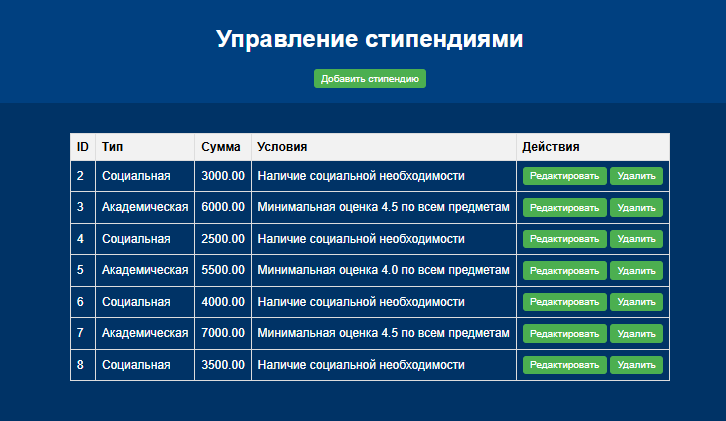 Управление стипендиями
Добавить стипендию
ID Тип Сумма Условия Действия
2 Социальная 3000.00 Наличие социальной необходимости Редактировать Удалить
3 Академическая 6000.00 Минимальная оценка 4.5 по всем предметам Редактировать Удалить
4 Социальная 2500.00 Наличие социальной необходимости Редактировать Удалить
5 Академическая 5500.00 Минимальная оценка 4.0 по всем предметам Редактировать Удалить
6 Социальная 4000.00 Наличие социальной необходимости Редактировать Удалить
7 Академическая 7000.00 Минимальная оценка 4.5 по всем предметам Редактировать Удалить
8 Социальная 3500.00 Наличие социальной необходимости Редактировать Удалить